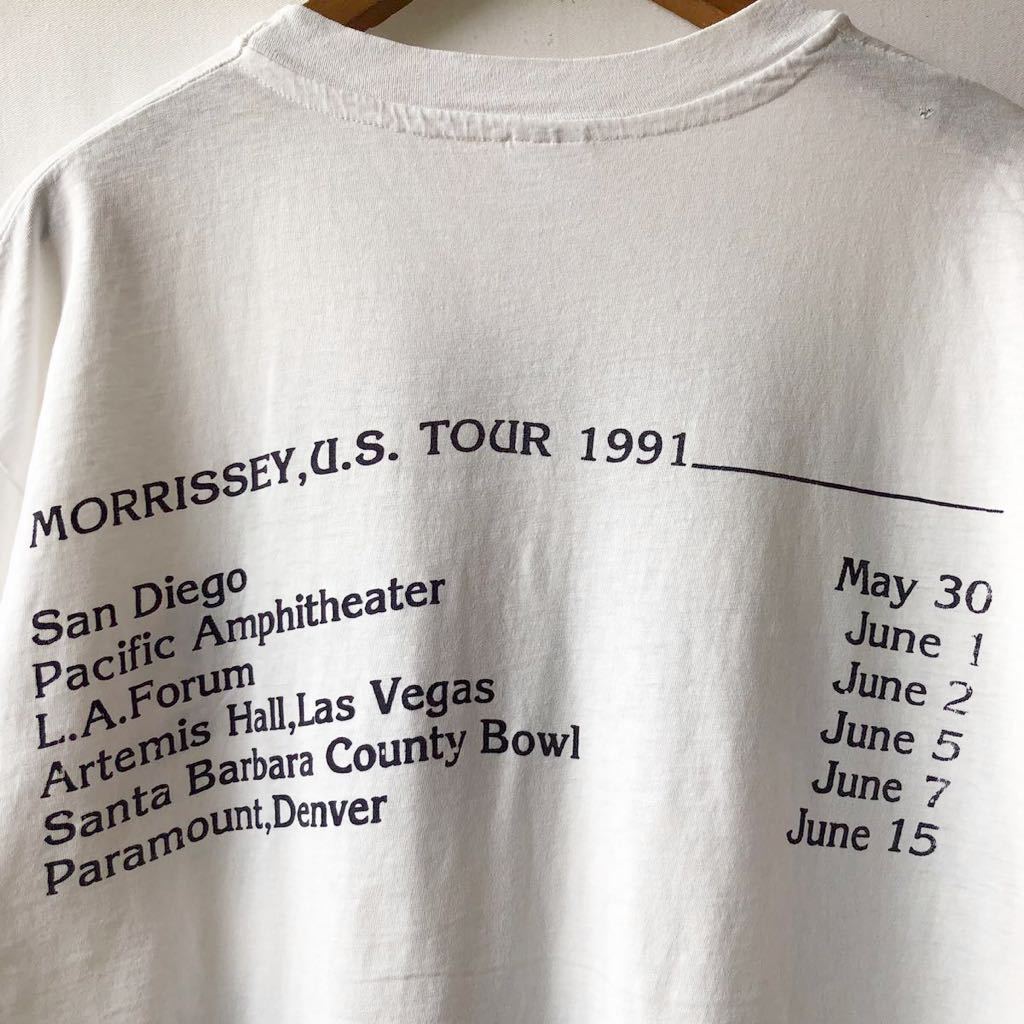 MORRISSEY,U.S. TOUR 1991
San Diego May 30
Pacific Amphitheater June 1
L.A.Forum June 2
Artemis Hall,Las Vegas June 5
Santa Barbara County Bowl June 7
Paramount,Denver June 15